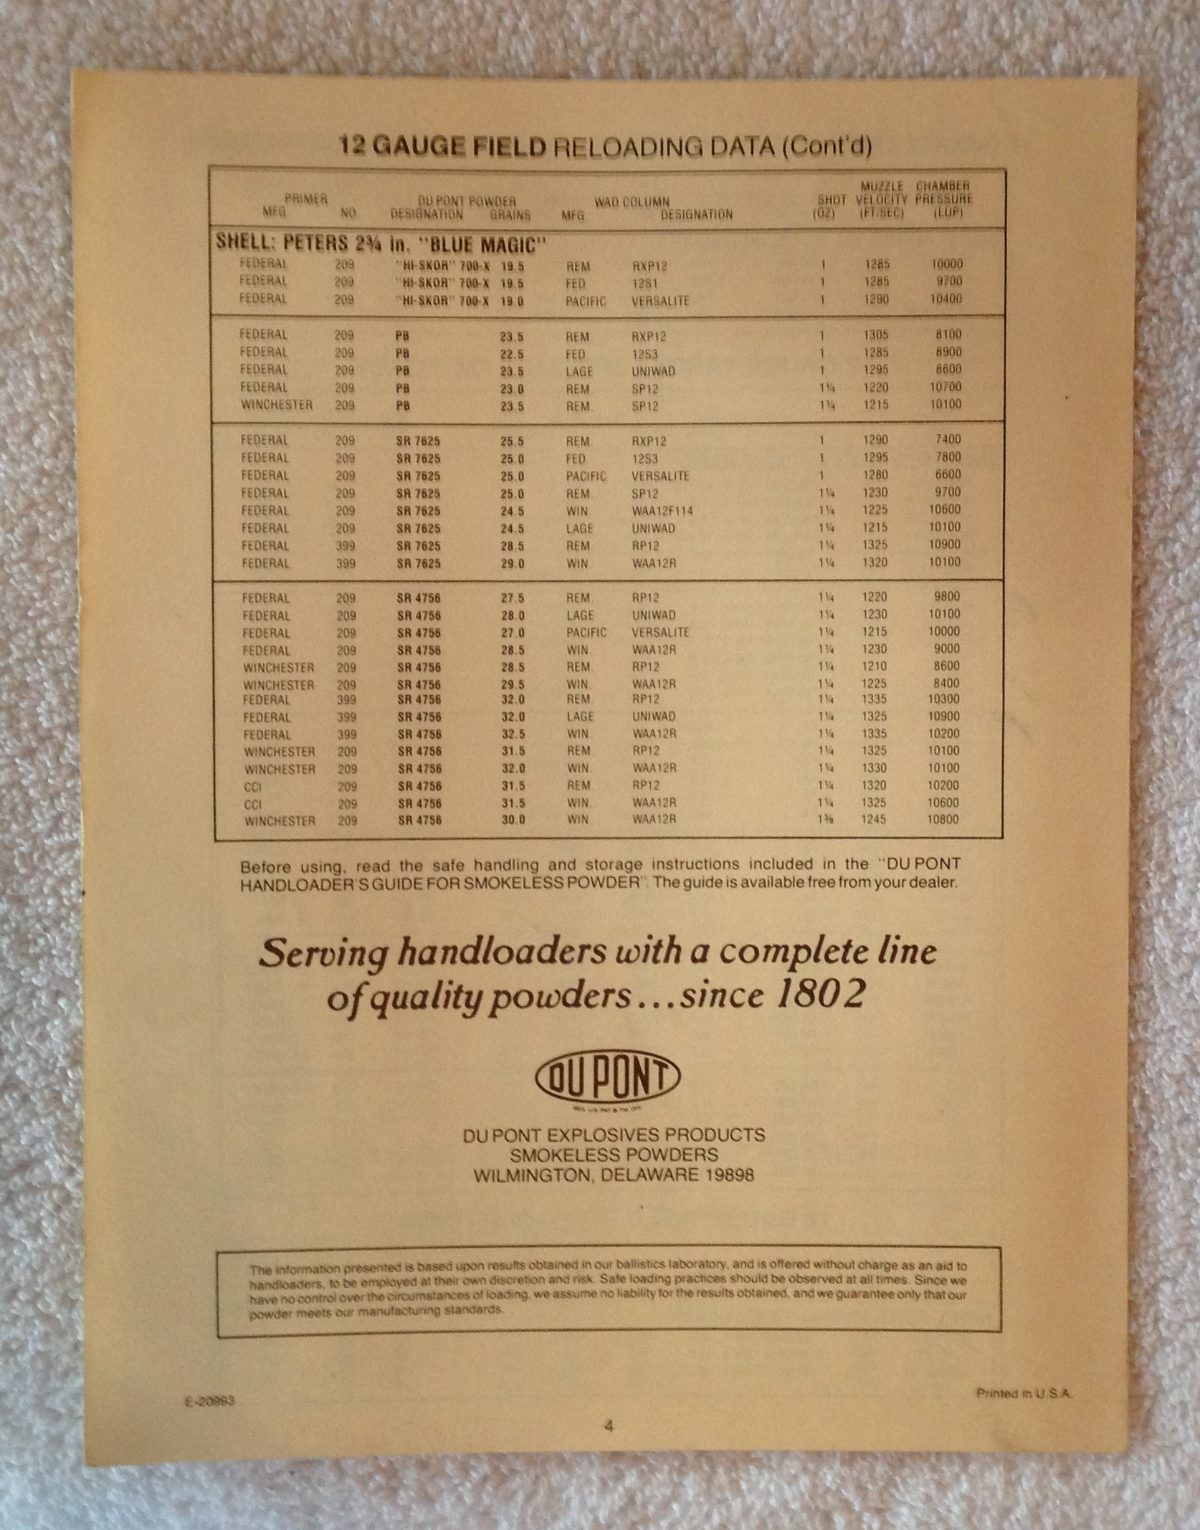 12 GAUGE FIELD RELOADING DATA (Cont'd)
PRIMER DU PONT POWDER WAD COLUMN SHOT MUZZLE CHAMBER
MFG NO. DESIGNATION GRAINS MFG DESIGNATION (OZ) VELOCITY PRESSURE
(FT/SEC) (LUP)
SHELL: PETERS 2¾ in. "BLUE MAGIC"
FEDERAL 209 "HI-SKOR" 700-X 19.5 REM RXP12 1 1285 10000
FEDERAL 209 "HI-SKOR" 700-X 19.5 FED 12S1 1 1285 9700
FEDERAL 209 "HI-SKOR" 700-X 19.0 PACIFIC VERSALITE 1 1290 10400
FEDERAL 209 PB 23.5 REM RXP12 1 1305 8100
FEDERAL 209 PB 22.5 FED 12S3 1 1285 8900
FEDERAL 209 PB 23.5 LAGE UNIWAD 1 1295 8600
FEDERAL 209 PB 23.0 REM. SP12 1¼ 1220 10700
WINCHESTER 209 PB 23.5 REM. SP12 1¼ 1215 10100
FEDERAL 209 SR 7625 25.5 REM. RXP12 1 1290 7400
FEDERAL 209 SR 7625 25.0 FED 12S3 1 1295 7800
FEDERAL 209 SR 7625 25.0 PACIFIC VERSALITE 1 1280 6600
FEDERAL 209 SR 7625 25.0 REM. SP12 1¼ 1230 9700
FEDERAL 209 SR 7625 24.5 WIN WAA12F114 1¼ 1225 10600
FEDERAL 209 SR 7625 24.5 LAGE UNIWAD 1¼ 1215 10100
FEDERAL 399 SR 7625 28.5 REM RP12 1¼ 1325 10900
FEDERAL 399 SR 7625 29.0 WIN WAA12R 1¼ 1320 10100
FEDERAL 209 SR 4756 27.5 REM. RP12 1¼ 1220 9800
FEDERAL 209 SR 4756 28.0 LAGE UNIWAD 1¼ 1230 10100
FEDERAL 209 SR 4756 27.0 PACIFIC VERSALITE 1¼ 1215 10000
FEDERAL 209 SR 4756 28.5 WIN. WAA12R 1¼ 1230 9000
WINCHESTER 209 SR 4756 28.5 REM. RP12 1¼ 1210 8600
WINCHESTER 209 SR 4756 29.5 WIN. WAA12R 1¼ 1225 8400
FEDERAL 399 SR 4756 32.0 REM. RP12 1¼ 1335 10300
FEDERAL 399 SR 4756 32.0 LAGE UNIWAD 1¼ 1325 10900
FEDERAL 399 SR 4756 32.5 WIN. WAA12R 1¼ 1335 10200
WINCHESTER 209 SR 4756 31.5 REM RP12 1¼ 1325 10100
WINCHESTER 209 SR 4756 32.0 WIN. WAA12R 1¼ 1330 10100
CCI 209 SR 4756 31.5 REM RP12 1¼ 1320 10200
CCI 209 SR 4756 31.5 WIN. WAA12R 1¼ 1325 10600
WINCHESTER 209 SR 4756 30.0 WIN. WAA12R 1⅜ 1245 10800
Before using, read the safe handling and storage instructions included in the "DU PONT
HANDLOADER'S GUIDE FOR SMOKELESS POWDER". The guide is available free from your dealer.
Serving handloaders with a complete line
of quality powders...since 1802
DU PONT
DU PONT EXPLOSIVES PRODUCTS
SMOKELESS POWDERS
WILMINGTON, DELAWARE 19898
The information presented is based upon results obtained in our ballistics laboratory, and is offered without charge as an aid to
handloaders, to be employed at their own discretion and risk. Safe loading practices should be observed at all times. Since we
have no control over the circumstances of loading, we assume no liability for the results obtained, and we guarantee only that our
powder meets our manufacturing standards.
E-20993
Printed in U.S.A.
4